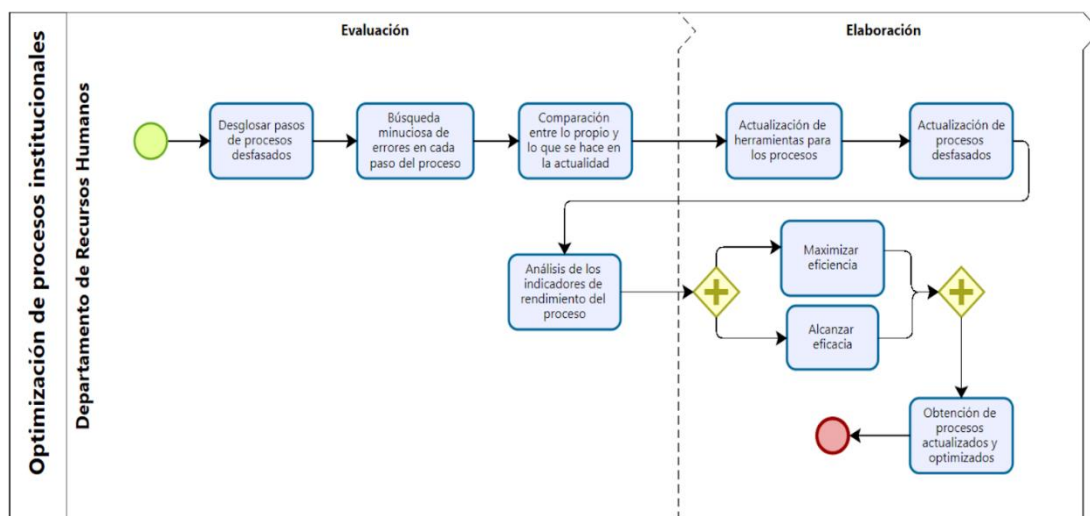 Optimización de procesos institucionales
Departamento de Recursos Humanos
Evaluación
Elaboración
Desglosar pasos
de procesos
desfasados
Búsqueda
minuciosa de
errores en cada
paso del proceso
Comparación
entre lo propio y
lo que se hace en
la actualidad
Actualización de
herramientas para
los procesos
Actualización de
procesos
desfasados
Análisis de los
indicadores de
rendimiento del
proceso
Maximizar
eficiencia
Alcanzar
eficacia
Obtención de
procesos
actualizados y
optimizados